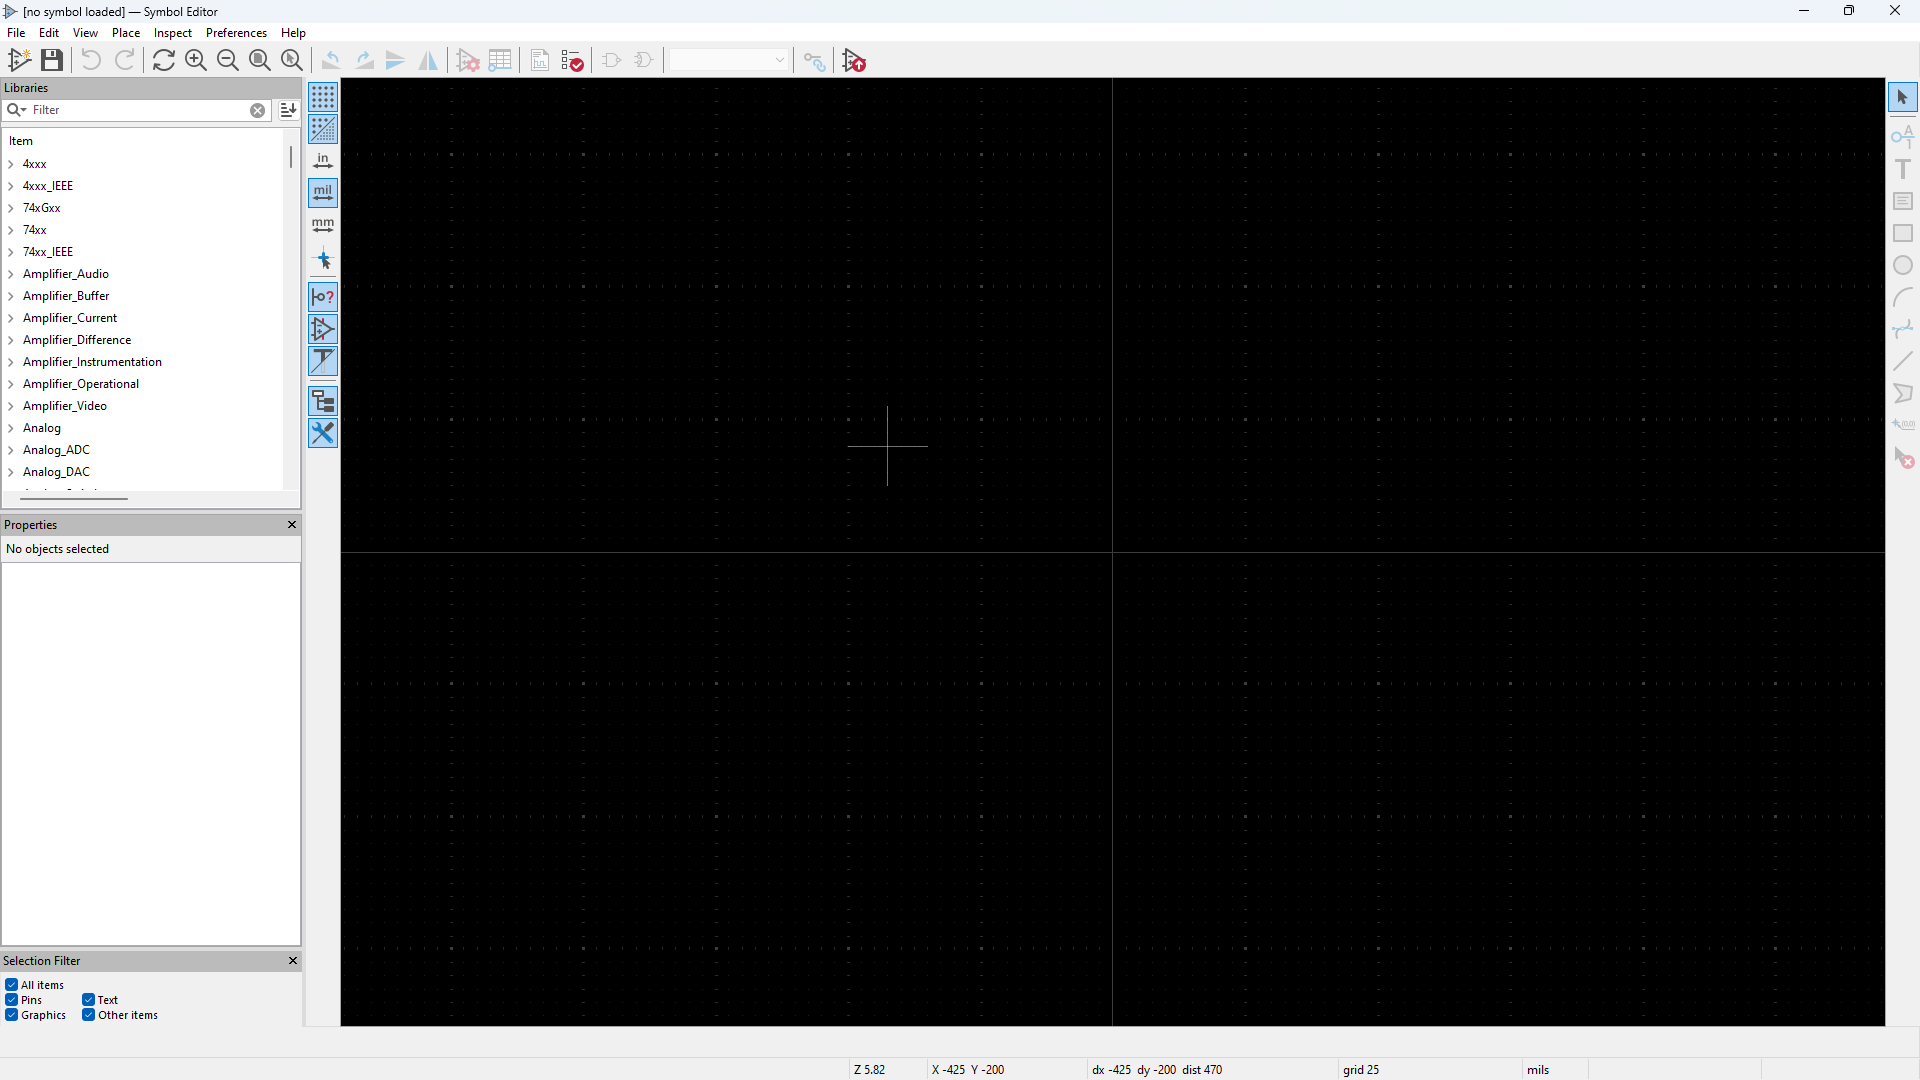 [no symbol loaded] — Symbol Editor
File Edit View Place Inspect Preferences Help
Libraries
Filter
Item
4xxx
4xxx_IEEE
74xGxx
74xx
74xx_IEEE
Amplifier_Audio
Amplifier_Buffer
Amplifier_Current
Amplifier_Difference
Amplifier_Instrumentation
Amplifier_Operational
Amplifier_Video
Analog
Analog_ADC
Analog_DAC
in
mil
mm
Properties
No objects selected
Selection Filter
All items
Pins Text
Graphics Other items
Z 5.82 X -425 Y -200 dx -425 dy -200 dist 470 grid 25 mils